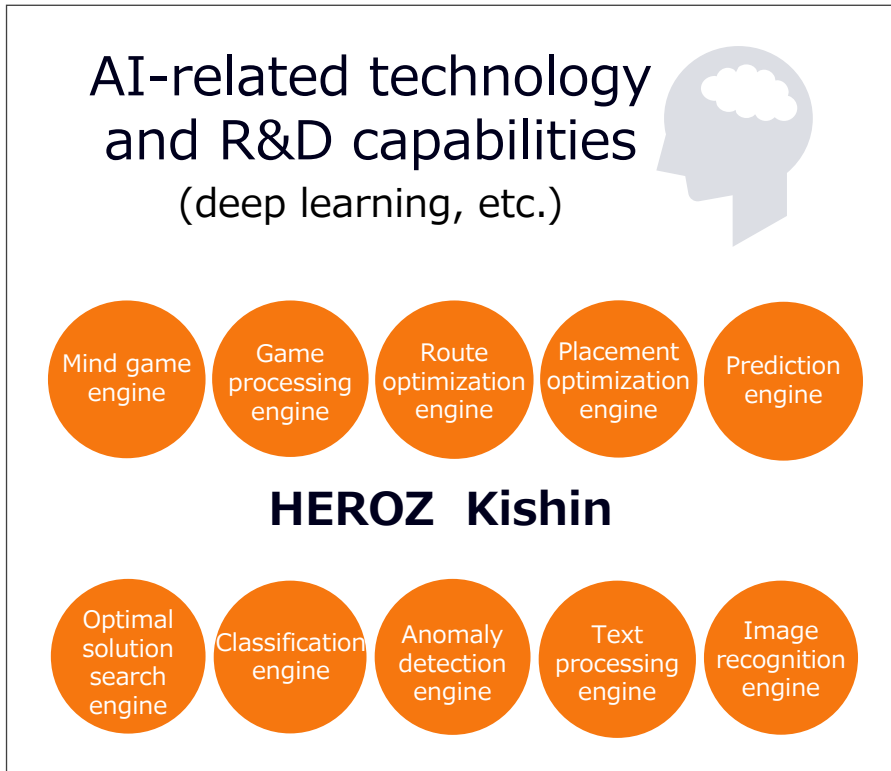 AI-related technology
and R&D capabilities
(deep learning, etc.)
Mind game
engine
Game
processing
engine
Route
optimization
engine
Placement
optimization
engine
Prediction
engine
HEROZ Kishin
Optimal
solution
search
engine
Classification
engine
Anomaly
detection
engine
Text
processing
engine
Image
recognition
engine